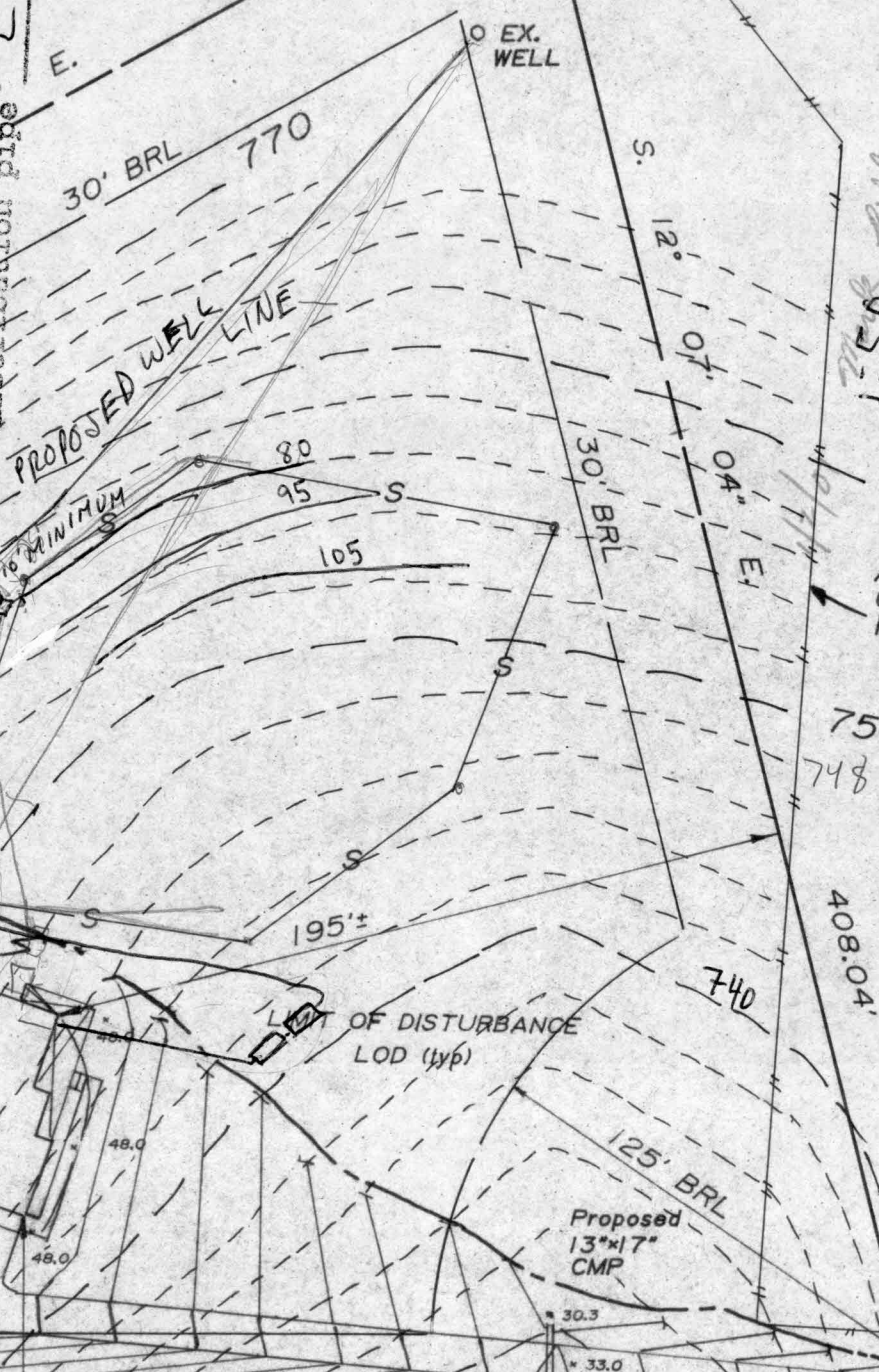 E.
EX.
WELL
30' BRL
770
S. 12° 07' 04" E.
PROPOSED WELL
LINE
80
S
95
S
10' MINIMUM
105
30' BRL
S
75
748
S
S
195'±
408.04'
W
740
LIMIT OF DISTURBANCE
LOD (typ)
48.0
48.0
125' BRL
Proposed
13"x17"
CMP
48.0
30.3
33.0
pipe